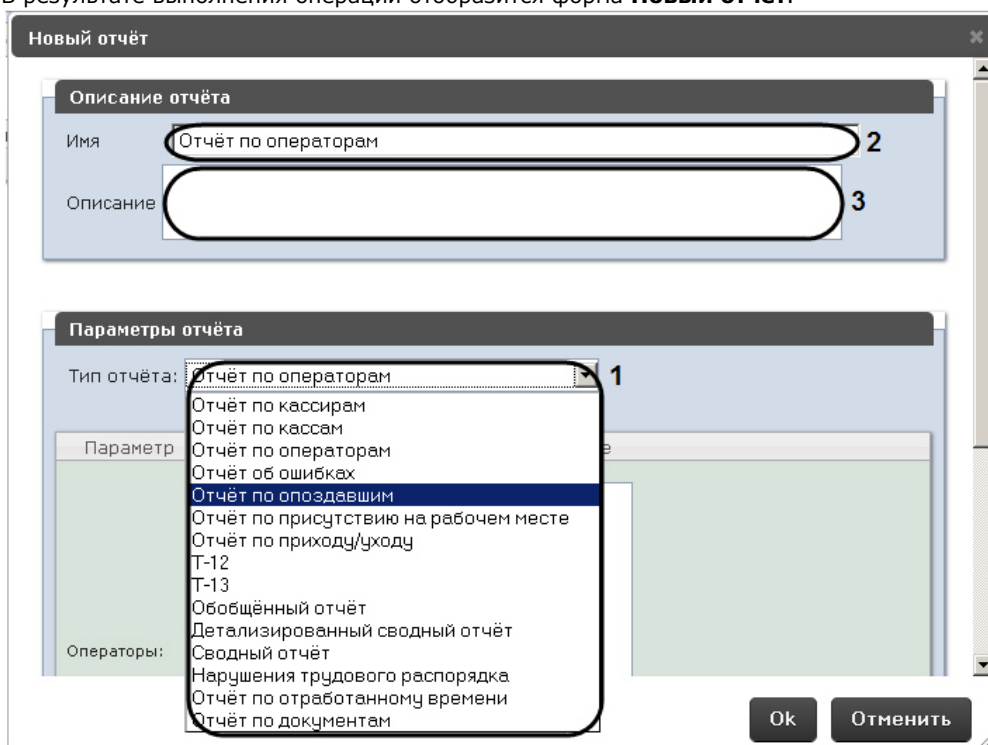 В результате выполнения операции отобразится форма Новый отчёт.
Новый отчёт
Описание отчёта
Имя
Отчёт по операторам
2
Описание
3
Параметры отчёта
Тип отчёта:
Отчёт по операторам
1
Отчёт по кассирам
Отчёт по кассам
Параметр
Отчёт по операторам
е
Отчёт об ошибках
Отчёт по опоздавшим
Отчёт по присутствию на рабочем месте
Отчёт по приходу/уходу
Т-12
Т-13
Обобщённый отчёт
Детализированный сводный отчёт
Операторы:
Сводный отчёт
Нарушения трудового распорядка
Отчёт по отработанному времени
Отчёт по документам
Ok
Отменить